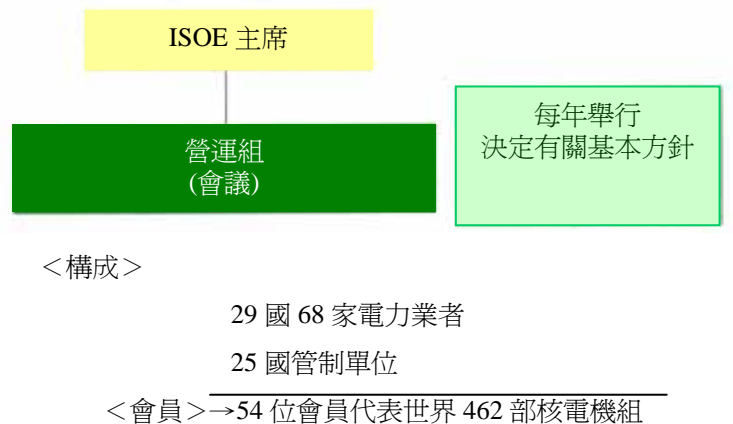 ISOE 主席
營運組
(會議)
每年舉行
決定有關基本方針
＜構成＞
29 國 68 家電力業者
25 國管制單位
＜會員＞→54 位會員代表世界 462 部核電機組